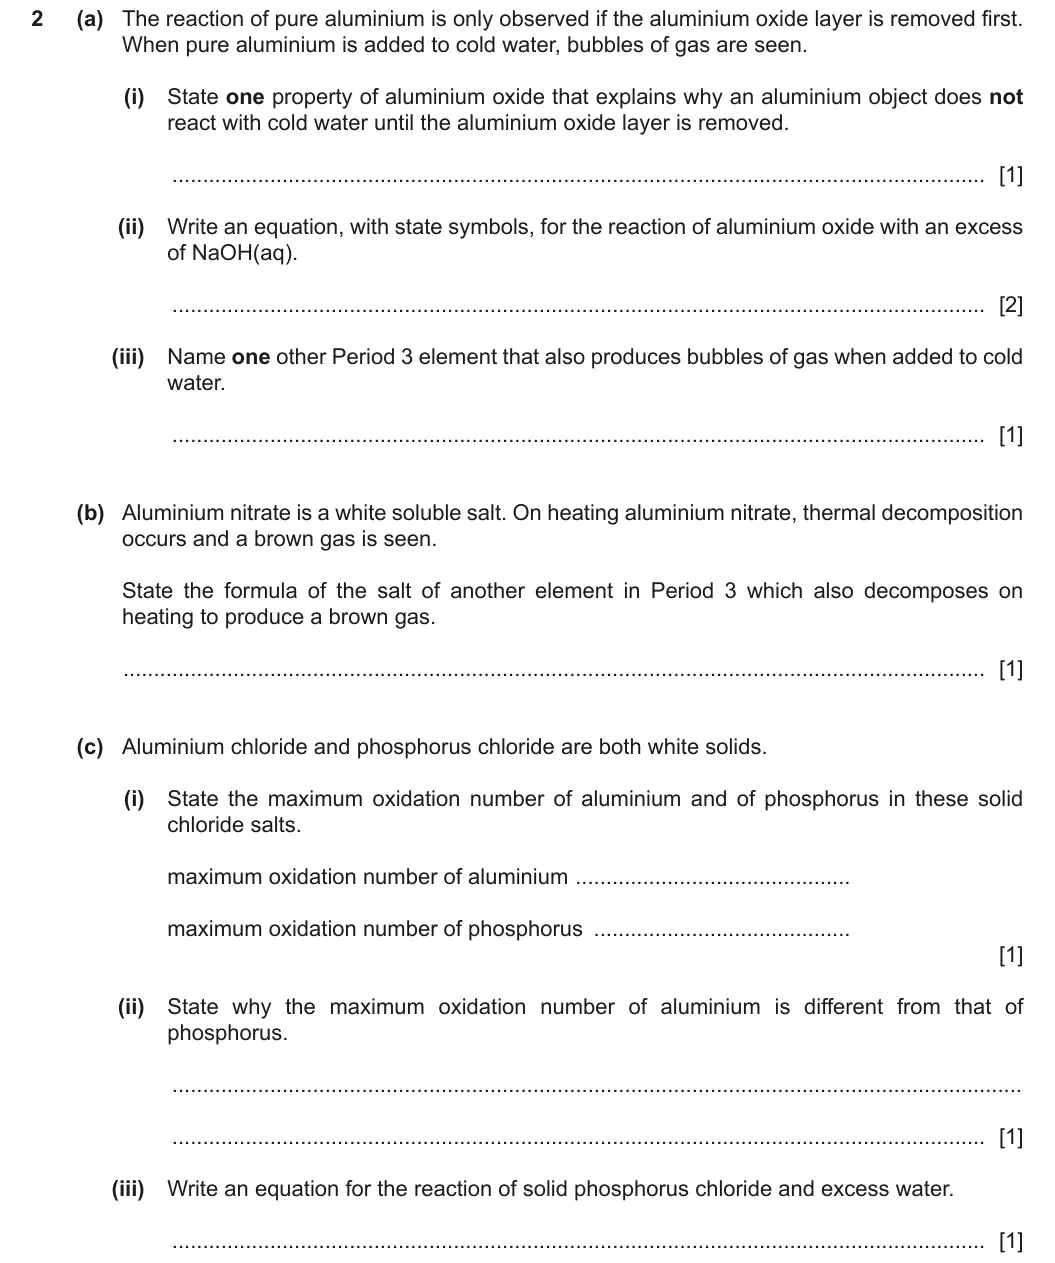 2 (a) The reaction of pure aluminium is only observed if the aluminium oxide layer is removed first.
When pure aluminium is added to cold water, bubbles of gas are seen.
(i) State one property of aluminium oxide that explains why an aluminium object does not
react with cold water until the aluminium oxide layer is removed.
.......................................................................................................................................... [1]
(ii) Write an equation, with state symbols, for the reaction of aluminium oxide with an excess
of NaOH(aq).
.......................................................................................................................................... [2]
(iii) Name one other Period 3 element that also produces bubbles of gas when added to cold
water.
.......................................................................................................................................... [1]
(b) Aluminium nitrate is a white soluble salt. On heating aluminium nitrate, thermal decomposition
occurs and a brown gas is seen.
State the formula of the salt of another element in Period 3 which also decomposes on
heating to produce a brown gas.
.................................................................................................................................................. [1]
(c) Aluminium chloride and phosphorus chloride are both white solids.
(i) State the maximum oxidation number of aluminium and of phosphorus in these solid
chloride salts.
maximum oxidation number of aluminium .............................................
maximum oxidation number of phosphorus ..........................................
[1]
(ii) State why the maximum oxidation number of aluminium is different from that of
phosphorus.
................................................................................................................................................
.......................................................................................................................................... [1]
(iii) Write an equation for the reaction of solid phosphorus chloride and excess water.
.......................................................................................................................................... [1]